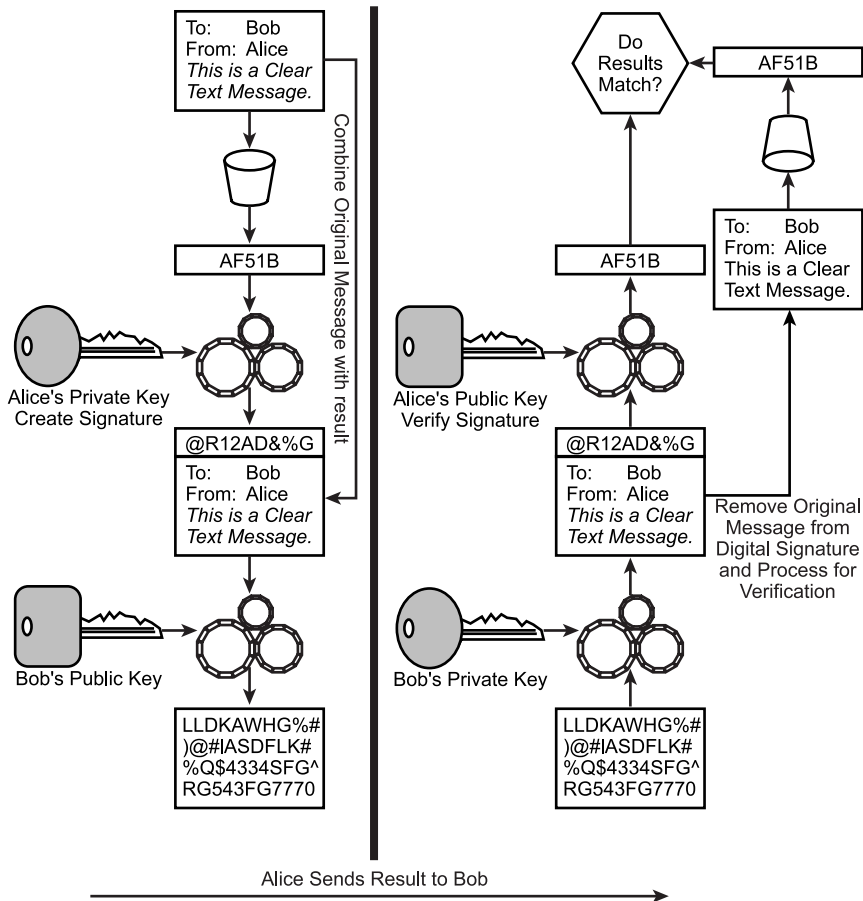 To: Bob
From: Alice
This is a Clear
Text Message.
Combine Original Message with result
AF51B
Alice's Private Key
Create Signature
@R12AD&%G
To: Bob
From: Alice
This is a Clear
Text Message.
Bob's Public Key
LLDKAWHG%#
)@#IASDFLK#
%Q$4334SFG^
RG543FG7770
Do
Results
Match?
AF51B
To: Bob
From: Alice
This is a Clear
Text Message.
AF51B
Alice's Public Key
Verify Signature
@R12AD&%G
To: Bob
From: Alice
This is a Clear
Text Message.
Remove Original
Message from
Digital Signature
and Process for
Verification
Bob's Private Key
LLDKAWHG%#
)@#IASDFLK#
%Q$4334SFG^
RG543FG7770
Alice Sends Result to Bob